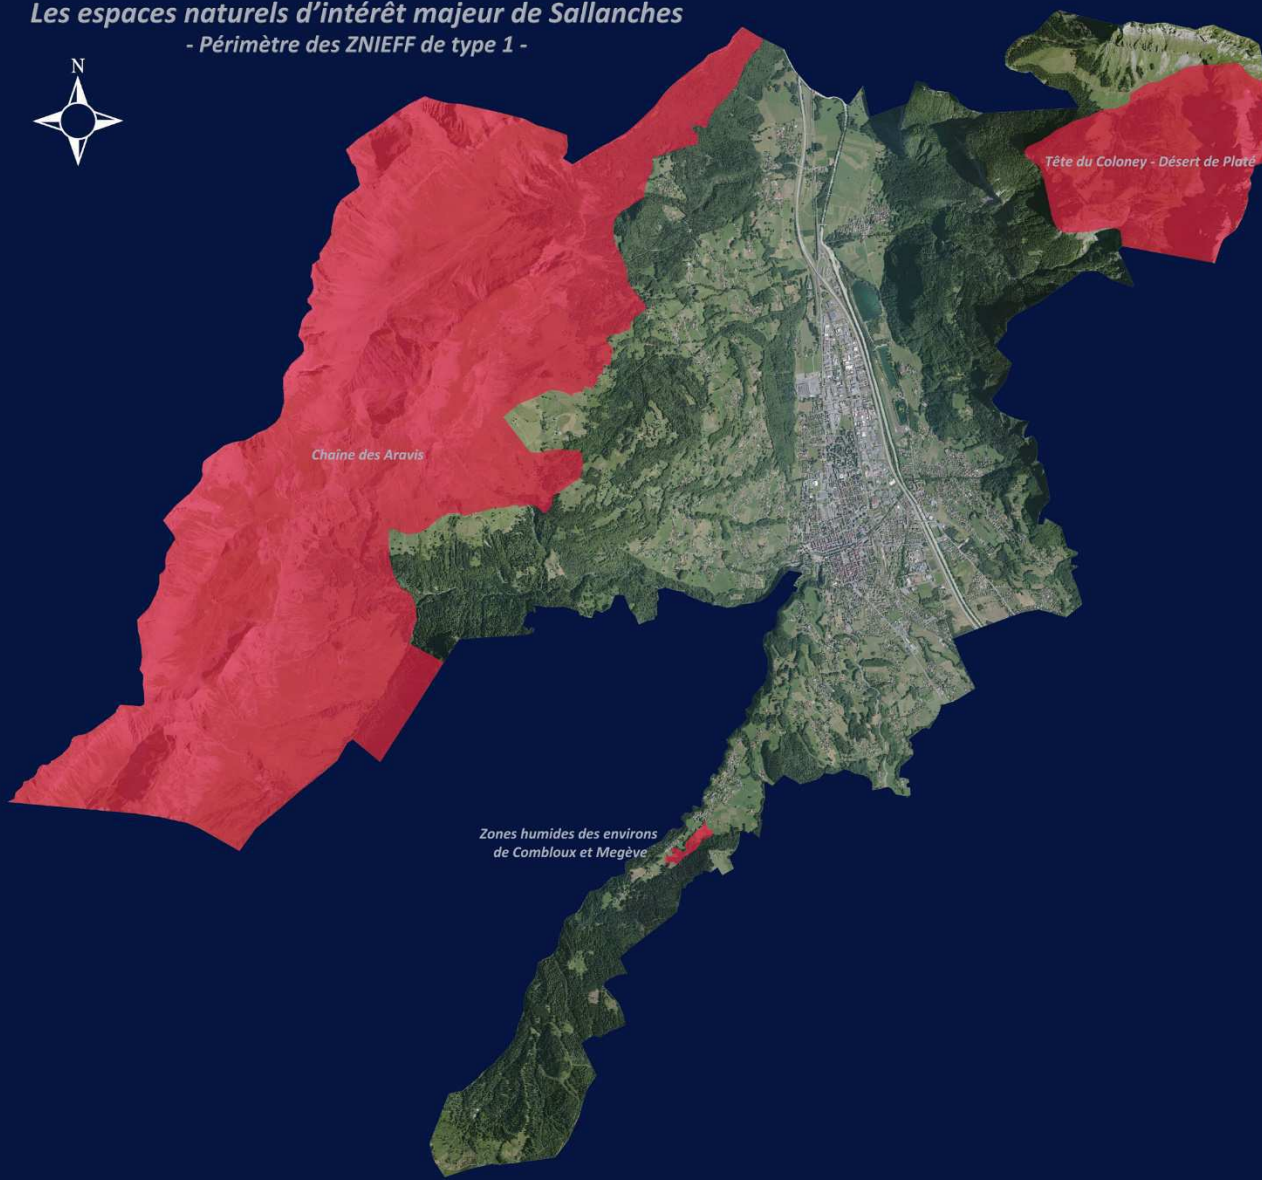 Les espaces naturels d'intérêt majeur de Sallanches
- Périmètre des ZNIEFF de type 1 -
N
Tête du Coloney - Désert de Platé
Chaîne des Aravis
Zones humides des environs
de Combloux et Megève